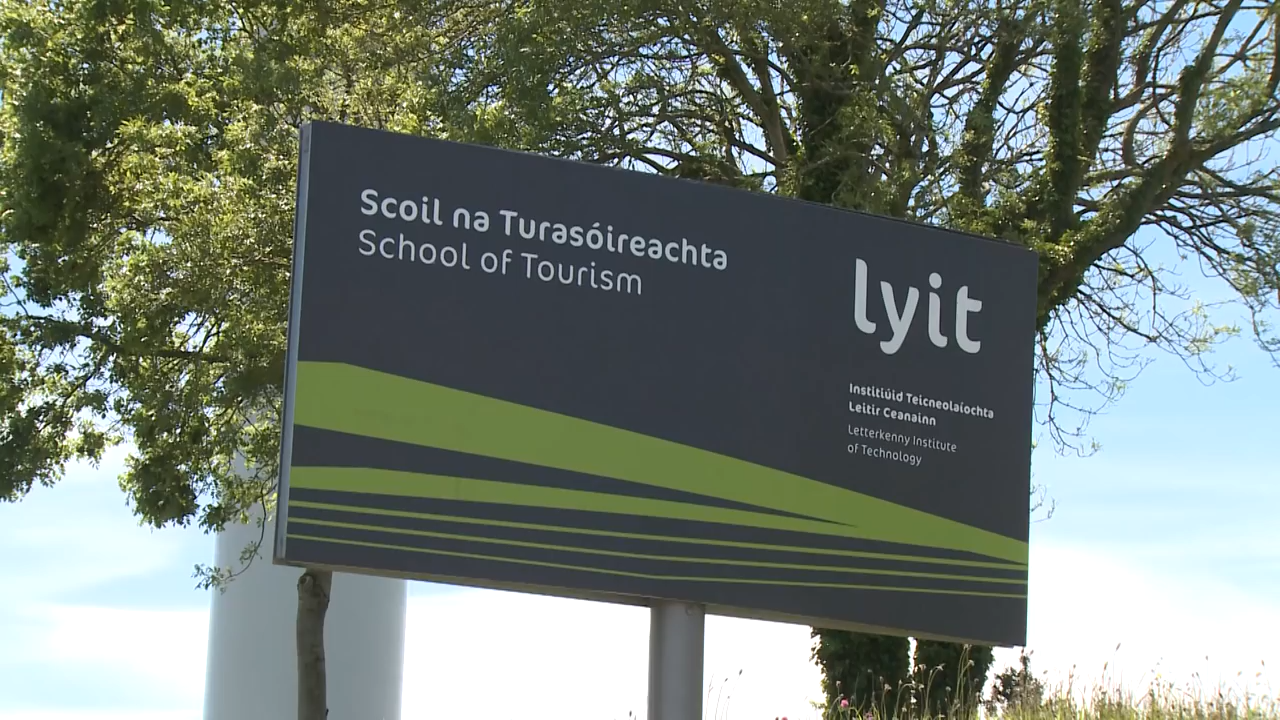 Scoil na Turasóireachta
School of Tourism
lyit
Institiúid Teicneolaíochta
Leitir Ceanainn
Letterkenny Institute
of Technology